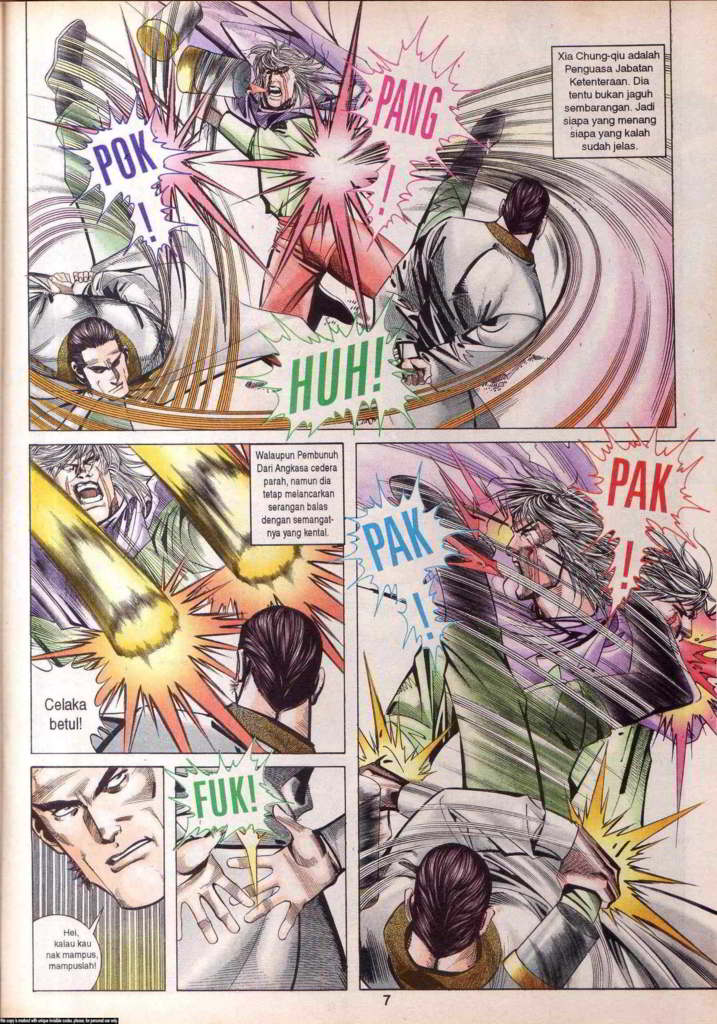 7
Xia Chung-qiu adalah
Penguasa Jabatan
Ketenteraan. Dia
tentu bukan jaguh
sembarangan. Jadi
siapa yang menang
siapa yang kalah
sudah jelas.
PANG
!
POK
!
HUH!
Walaupun Pembunuh
Dari Angkasa cedera
parah, namun dia
tetap melancarkan
serangan balas
dengan semangat-
nya yang kental.
Celaka
betul!
PAK
!
PAK
!
Hei,
kalau kau
nak mampus,
mampuslah!
FUK!
7